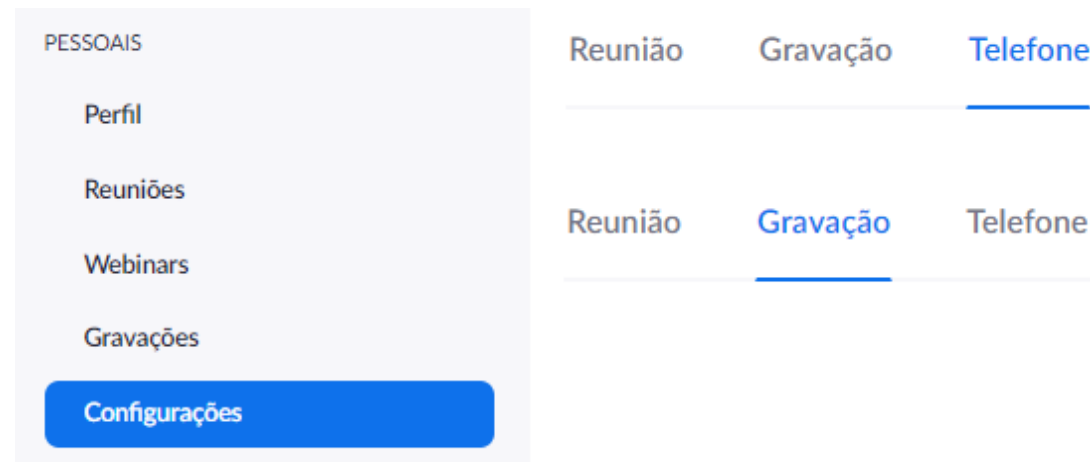 PESSOAIS
Perfil
Reuniões
Webinars
Gravações
Configurações
Reunião Gravação Telefone
Reunião Gravação Telefone